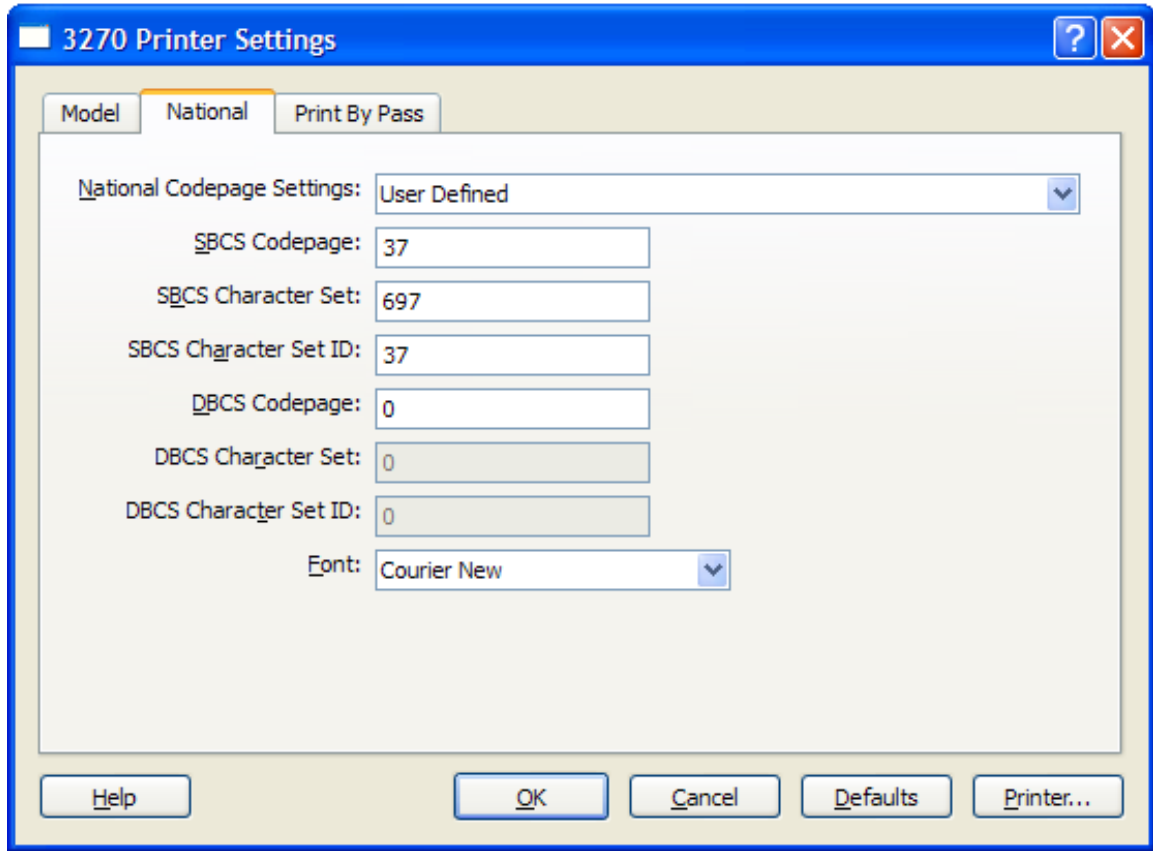 3270 Printer Settings
Model National Print By Pass
National Codepage Settings: User Defined
SBCS Codepage: 37
SBCS Character Set: 697
SBCS Character Set ID: 37
DBCS Codepage: 0
DBCS Character Set: 0
DBCS Character Set ID: 0
Font: Courier New
Help OK Cancel Defaults Printer...